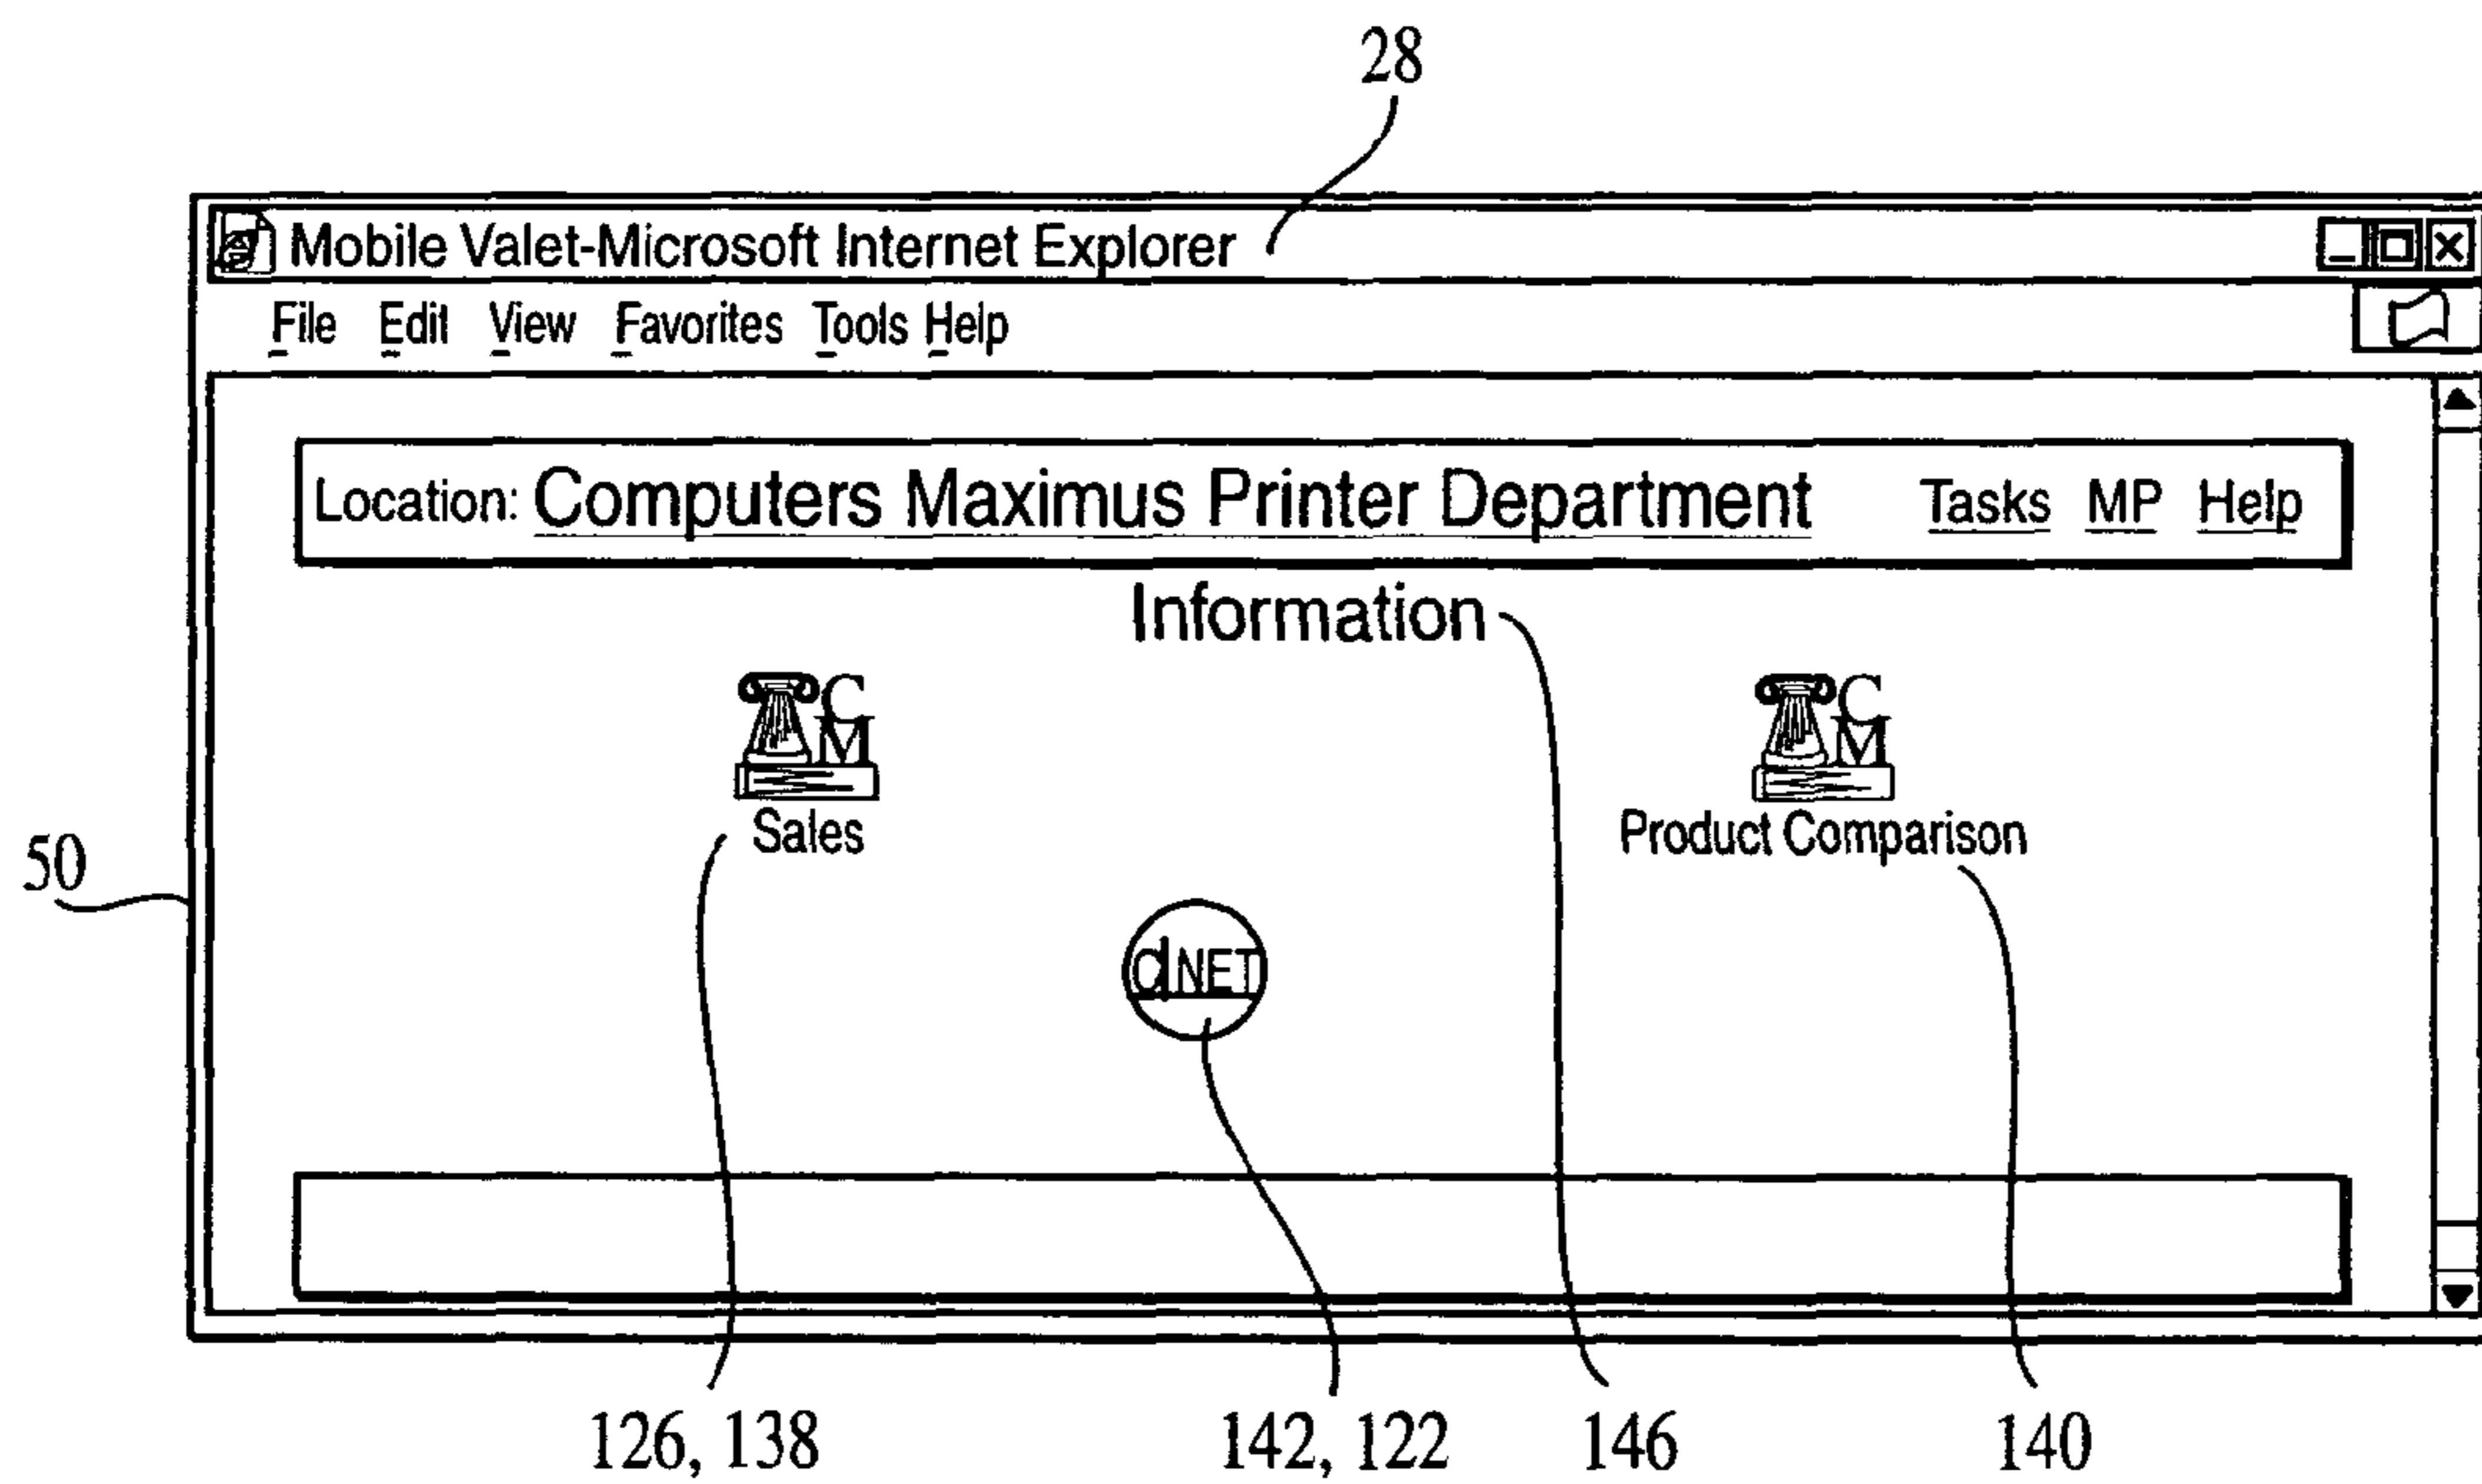 28
Mobile Valet-Microsoft Internet Explorer
File Edit View Favorites Tools Help
Location: Computers Maximus Printer Department Tasks MP Help
Information
C
M
C
M
Sales
Product Comparison
50
d NET
126, 138
142, 122
146
140